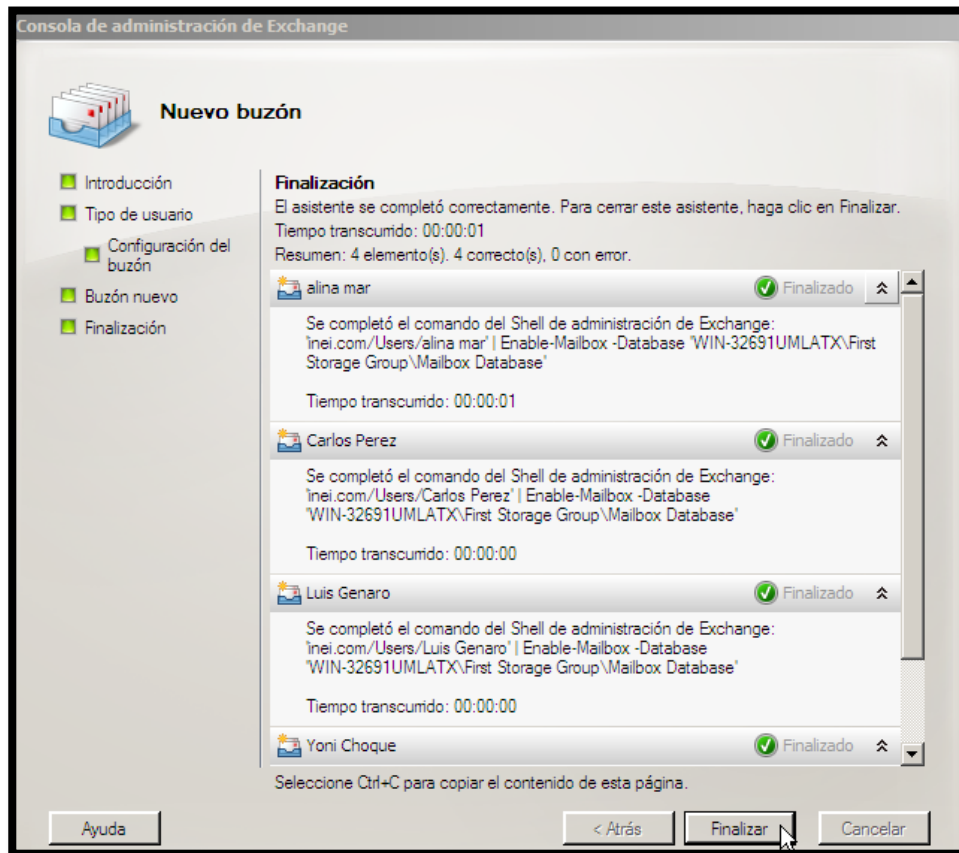 Consola de administración de Exchange
Nuevo buzón
Introducción
Tipo de usuario
Configuración del
buzón
Buzón nuevo
Finalización
Finalización
El asistente se completó correctamente. Para cerrar este asistente, haga clic en Finalizar.
Tiempo transcurrido: 00:00:01
Resumen: 4 elemento(s). 4 correcto(s), 0 con error.
alina mar Finalizado
Se completó el comando del Shell de administración de Exchange:
'inei.com/Users/alina mar' | Enable-Mailbox -Database 'WIN-32691UMLATX\First
Storage Group\Mailbox Database'
Tiempo transcurrido: 00:00:01
Carlos Perez Finalizado
Se completó el comando del Shell de administración de Exchange:
'inei.com/Users/Carlos Perez' | Enable-Mailbox -Database
'WIN-32691UMLATX\First Storage Group\Mailbox Database'
Tiempo transcurrido: 00:00:00
Luis Genaro Finalizado
Se completó el comando del Shell de administración de Exchange:
'inei.com/Users/Luis Genaro' | Enable-Mailbox -Database
'WIN-32691UMLATX\First Storage Group\Mailbox Database'
Tiempo transcurrido: 00:00:00
Yoni Choque Finalizado
Seleccione Ctrl+C para copiar el contenido de esta página.
Ayuda < Atrás Finalizar Cancelar